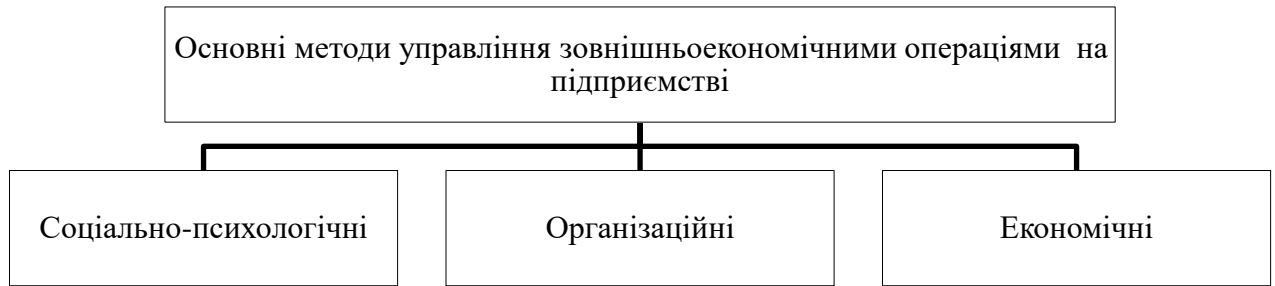 Основні методи управління зовнішньоекономічними операціями на
підприємстві
Соціально-психологічні
Організаційні
Економічні